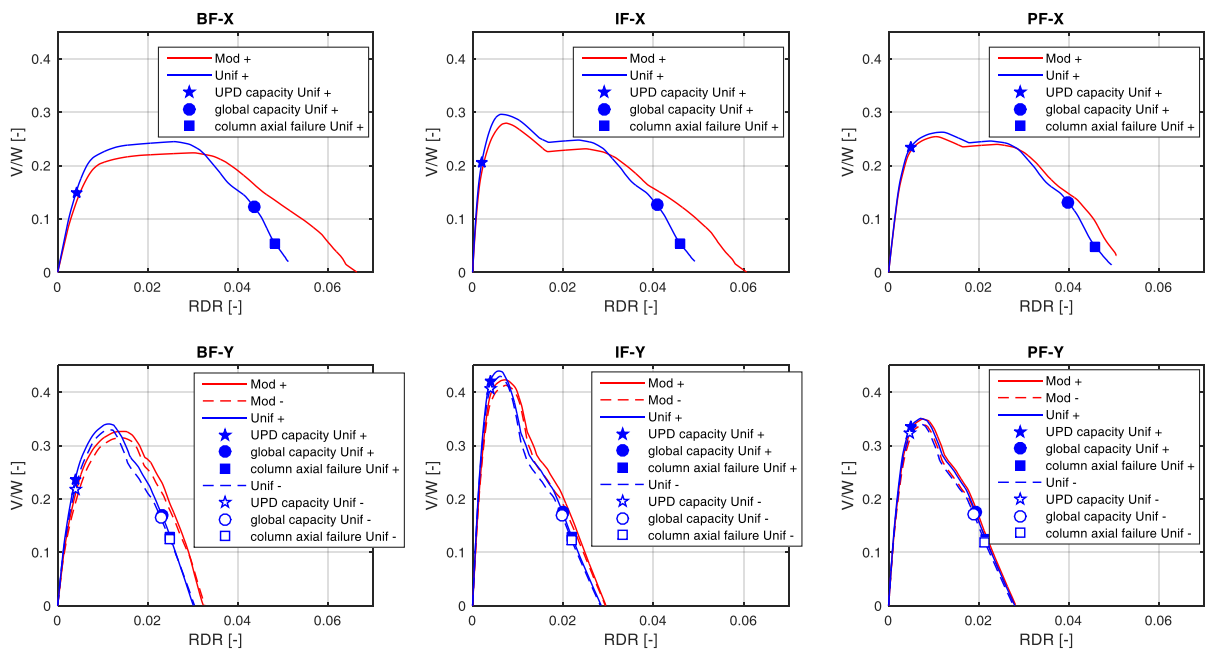 BF-X
V/W [-]
0.4
0.3
0.2
0.1
0
Mod +
Unif +
UPD capacity Unif +
global capacity Unif +
column axial failure Unif +
0
0.02
0.04
0.06
RDR [-]
IF-X
V/W [-]
0.4
0.3
0.2
0.1
0
Mod +
Unif +
UPD capacity Unif +
global capacity Unif +
column axial failure Unif +
0
0.02
0.04
0.06
RDR [-]
PF-X
V/W [-]
0.4
0.3
0.2
0.1
0
Mod +
Unif +
UPD capacity Unif +
global capacity Unif +
column axial failure Unif +
0
0.02
0.04
0.06
RDR [-]
BF-Y
V/W [-]
0.4
0.3
0.2
0.1
0
Mod +
Mod -
Unif +
UPD capacity Unif +
global capacity Unif +
column axial failure Unif +
Unif -
UPD capacity Unif -
global capacity Unif -
column axial failure Unif -
0
0.02
0.04
0.06
RDR [-]
IF-Y
V/W [-]
0.4
0.3
0.2
0.1
0
Mod +
Mod -
Unif +
UPD capacity Unif +
global capacity Unif +
column axial failure Unif +
Unif -
UPD capacity Unif -
global capacity Unif -
column axial failure Unif -
0
0.02
0.04
0.06
RDR [-]
PF-Y
V/W [-]
0.4
0.3
0.2
0.1
0
Mod +
Mod -
Unif +
UPD capacity Unif +
global capacity Unif +
column axial failure Unif +
Unif -
UPD capacity Unif -
global capacity Unif -
column axial failure Unif -
0
0.02
0.04
0.06
RDR [-]